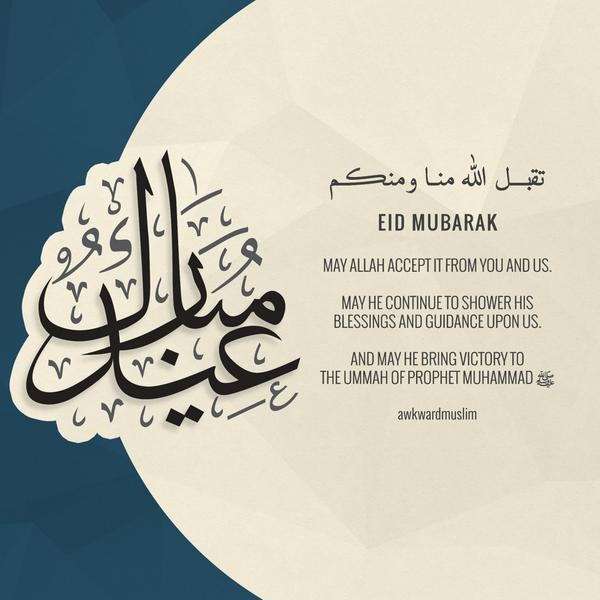 عيد مبارك
تقبل الله منا ومنكم
EID MUBARAK
MAY ALLAH ACCEPT IT FROM YOU AND US.
MAY HE CONTINUE TO SHOWER HIS
BLESSINGS AND GUIDANCE UPON US.
AND MAY HE BRING VICTORY TO
THE UMMAH OF PROPHET MUHAMMAD ﷺ
awkwardmuslim